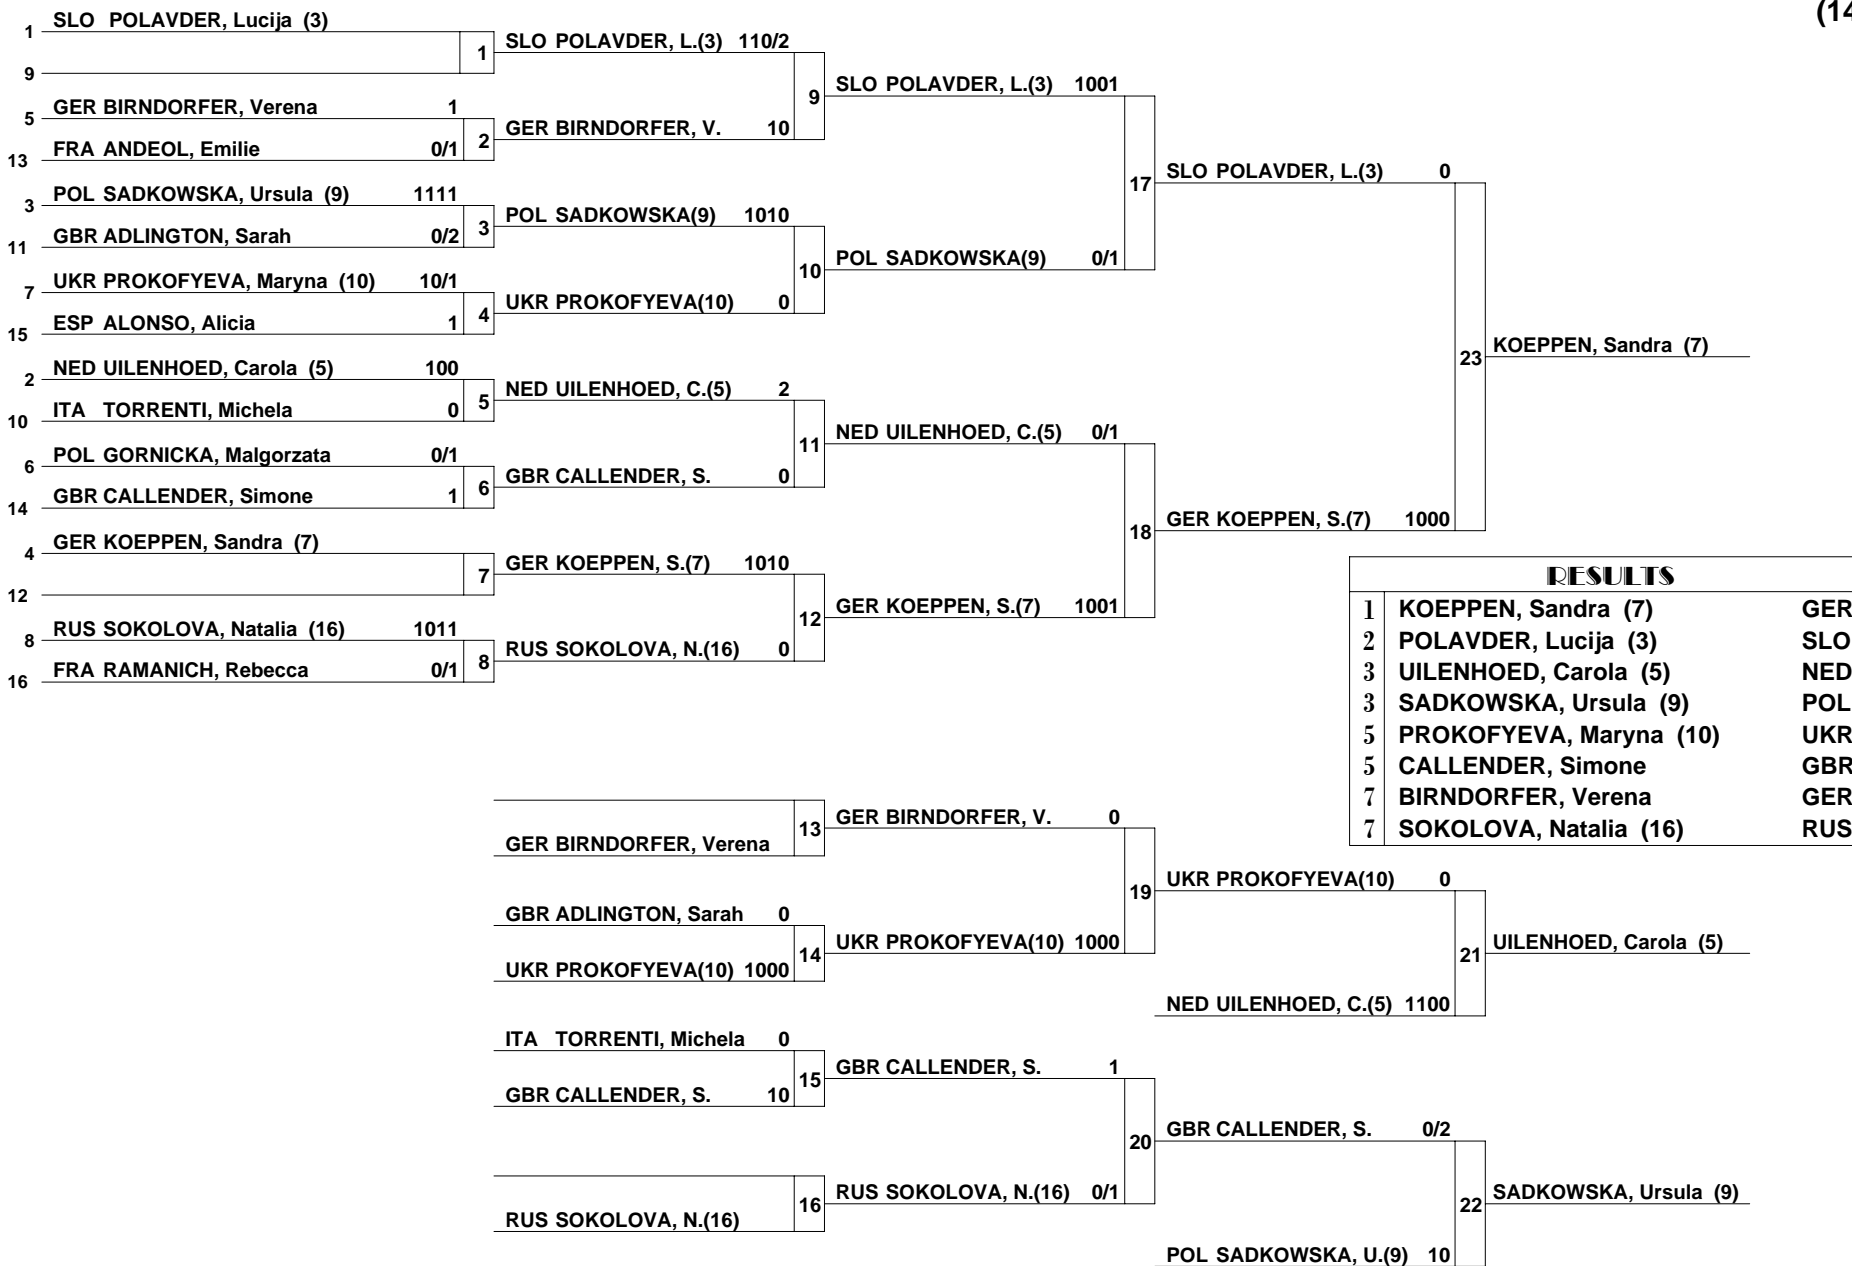 (14
1 SLO POLAVDER, Lucija (3)
9
1
5 GER BIRNDORFER, Verena 1
13 FRA ANDEOL, Emilie 0/1
2
3 POL SADKOWSKA, Ursula (9) 1111
11 GBR ADLINGTON, Sarah 0/2
3
7 UKR PROKOFYEVA, Maryna (10) 10/1
15 ESP ALONSO, Alicia 1
4
2 NED UILENHOED, Carola (5) 100
10 ITA TORRENTI, Michela 0
5
6 POL GORNICKA, Malgorzata 0/1
14 GBR CALLENDER, Simone 1
6
4 GER KOEPPEN, Sandra (7)
12
7
8 RUS SOKOLOVA, Natalia (16) 1011
16 FRA RAMANICH, Rebecca 0/1
8
SLO POLAVDER, L.(3) 110/2
GER BIRNDORFER, V. 10
9
POL SADKOWSKA(9) 1010
UKR PROKOFYEVA(10) 0
10
NED UILENHOED, C.(5) 2
GBR CALLENDER, S. 0
11
GER KOEPPEN, S.(7) 1010
RUS SOKOLOVA, N.(16) 0
12
SLO POLAVDER, L.(3) 1001
POL SADKOWSKA(9) 0/1
17
NED UILENHOED, C.(5) 0/1
GER KOEPPEN, S.(7) 1001
18
SLO POLAVDER, L.(3) 0
GER KOEPPEN, S.(7) 1000
23
KOEPPEN, Sandra (7)
RESULTS
1 KOEPPEN, Sandra (7) GER
2 POLAVDER, Lucija (3) SLO
3 UILENHOED, Carola (5) NED
3 SADKOWSKA, Ursula (9) POL
5 PROKOFYEVA, Maryna (10) UKR
5 CALLENDER, Simone GBR
7 BIRNDORFER, Verena GER
7 SOKOLOVA, Natalia (16) RUS
GER BIRNDORFER, Verena
13
GBR ADLINGTON, Sarah 0
UKR PROKOFYEVA(10) 1000
14
ITA TORRENTI, Michela 0
GBR CALLENDER, S. 10
15
RUS SOKOLOVA, N.(16)
16
GER BIRNDORFER, V. 0
UKR PROKOFYEVA(10) 1000
19
GBR CALLENDER, S. 1
RUS SOKOLOVA, N.(16) 0/1
20
UKR PROKOFYEVA(10) 0
NED UILENHOED, C.(5) 1100
21
UILENHOED, Carola (5)
GBR CALLENDER, S. 0/2
POL SADKOWSKA, U.(9) 10
22
SADKOWSKA, Ursula (9)